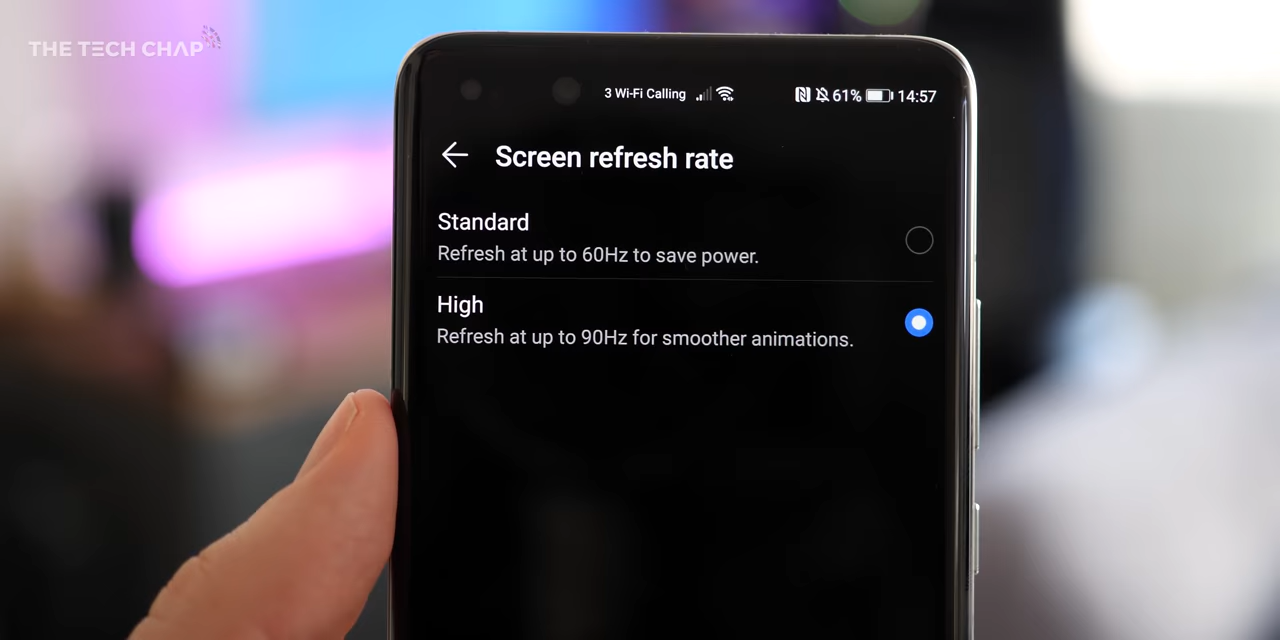 THE TECH CHAP
3 Wi-Fi Calling 61% 14:57
Screen refresh rate
Standard
Refresh at up to 60Hz to save power.
High
Refresh at up to 90Hz for smoother animations.